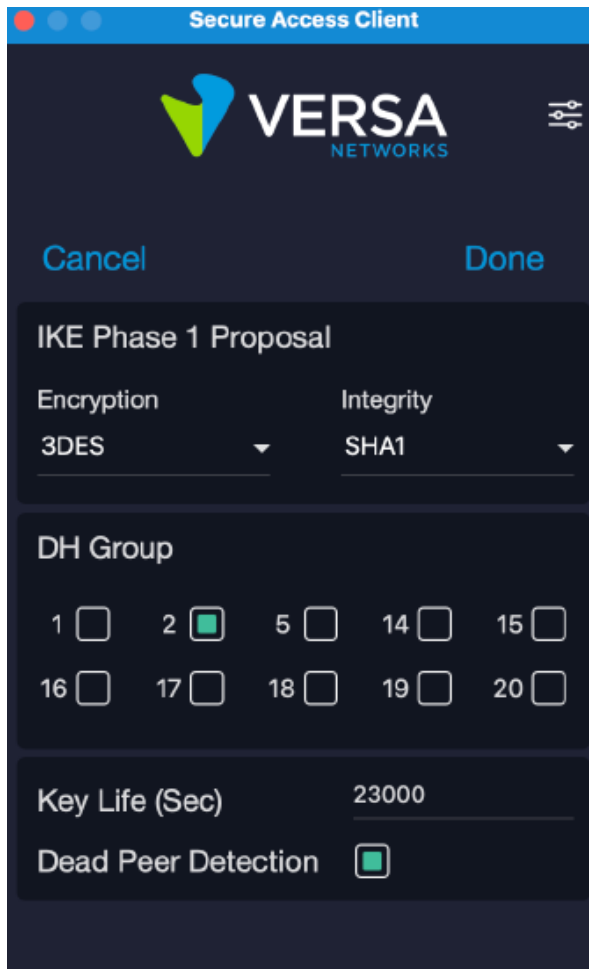 Secure Access Client
VERSA
NETWORKS
Cancel Done
IKE Phase 1 Proposal
Encryption Integrity
3DES SHA1
DH Group
1 2 5 14 15
16 17 18 19 20
Key Life (Sec) 23000
Dead Peer Detection